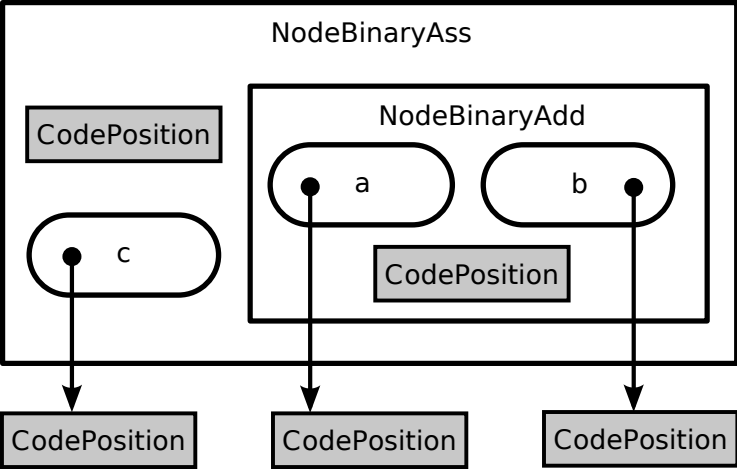 NodeBinaryAss
NodeBinaryAdd
CodePosition
a
b
c
CodePosition
CodePosition
CodePosition
CodePosition